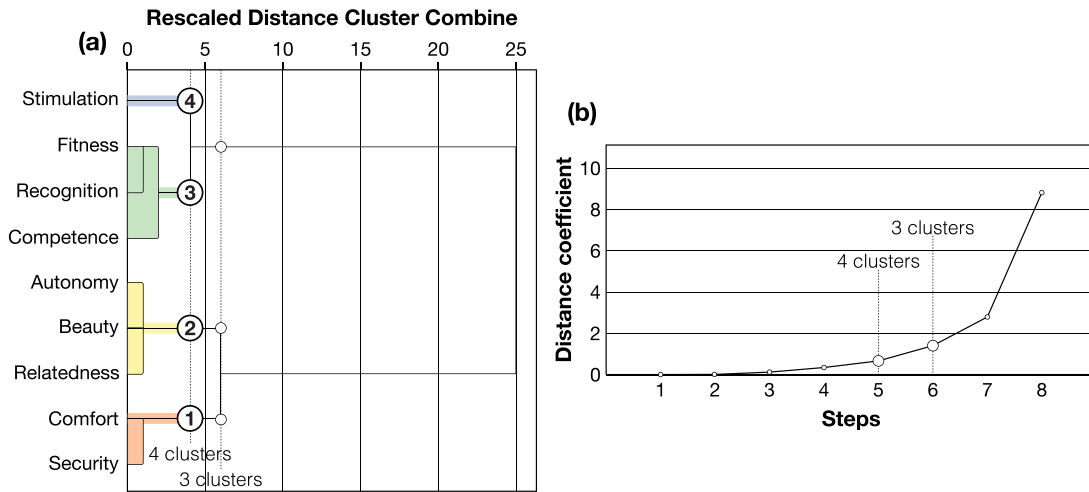 Rescaled Distance Cluster Combine
(a)
0 5 10 15 20 25
Stimulation 4
Fitness
Recognition 3
Competence
Autonomy
Beauty 2
Relatedness
Comfort 1
4 clusters
Security
3 clusters
(b)
Distance coefficient
10
8
6
4
2
0
3 clusters
4 clusters
1 2 3 4 5 6 7 8
Steps